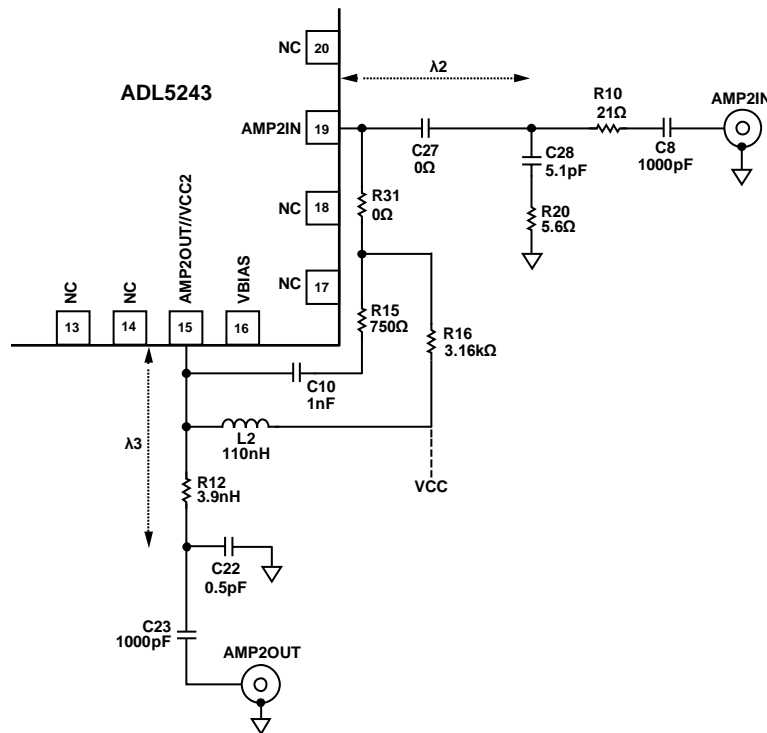 NC
20
λ2
ADL5243
R10
21Ω
AMP2IN
AMP2IN
19
C27
0Ω
C28
5.1pF
C8
1000pF
R31
0Ω
NC
18
R20
5.6Ω
NC
NC
AMP2OUT//VCC2
VBIAS
NC
17
13
14
15
16
R15
750Ω
R16
3.16kΩ
C10
1nF
λ3
L2
110nH
VCC
R12
3.9nH
C22
0.5pF
C23
1000pF
AMP2OUT